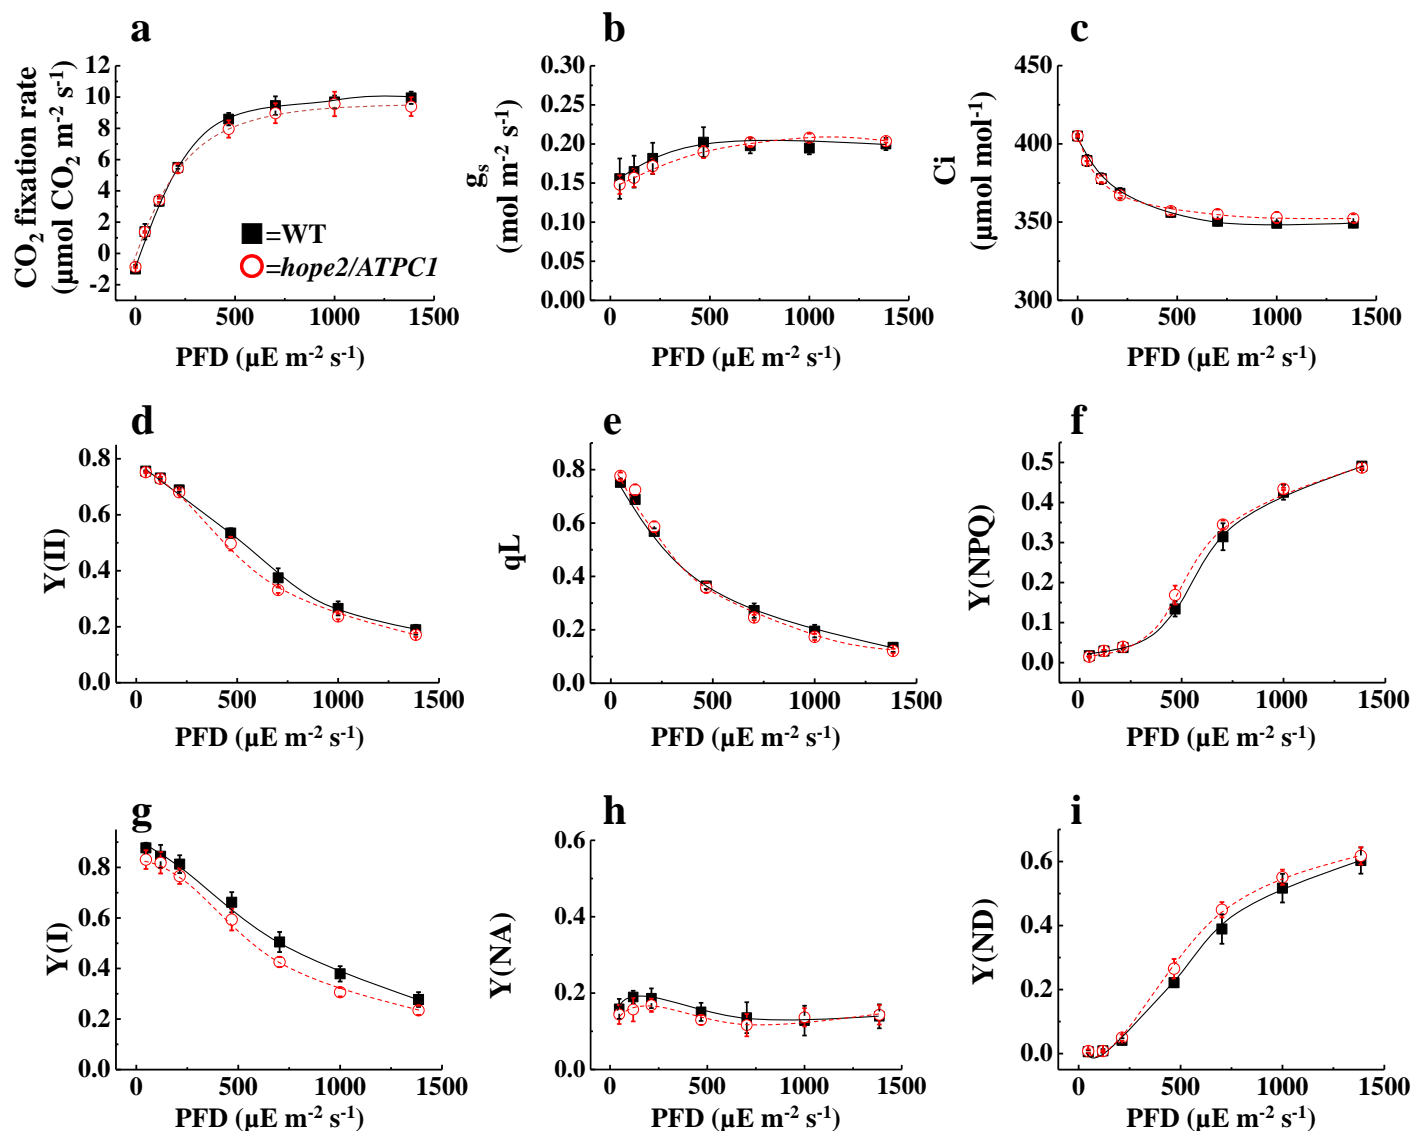 a
CO2 fixation rate
(µmol CO2 m-2 s-1)
12
10
8
6
4
2
0
-2
0
500
1000
1500
PFD (µE m-2 s-1)
=WT
=hope2/ATPC1
b
gs
(mol m-2 s-1)
0.30
0.25
0.20
0.15
0.10
0.05
0.00
0
500
1000
1500
PFD (µE m-2 s-1)
c
Ci
(µmol mol-1)
450
400
350
300
0
500
1000
1500
PFD (µE m-2 s-1)
d
Y(II)
0.8
0.6
0.4
0.2
0.0
0
500
1000
1500
PFD (µE m-2 s-1)
e
qL
0.8
0.6
0.4
0.2
0.0
0
500
1000
1500
PFD (µE m-2 s-1)
f
Y(NPQ)
0.5
0.4
0.3
0.2
0.1
0.0
0
500
1000
1500
PFD (µE m-2 s-1)
g
Y(I)
0.8
0.6
0.4
0.2
0.0
0
500
1000
1500
PFD (µE m-2 s-1)
h
Y(NA)
0.6
0.4
0.2
0.0
0
500
1000
1500
PFD (µE m-2 s-1)
i
Y(ND)
0.6
0.4
0.2
0.0
0
500
1000
1500
PFD (µE m-2 s-1)